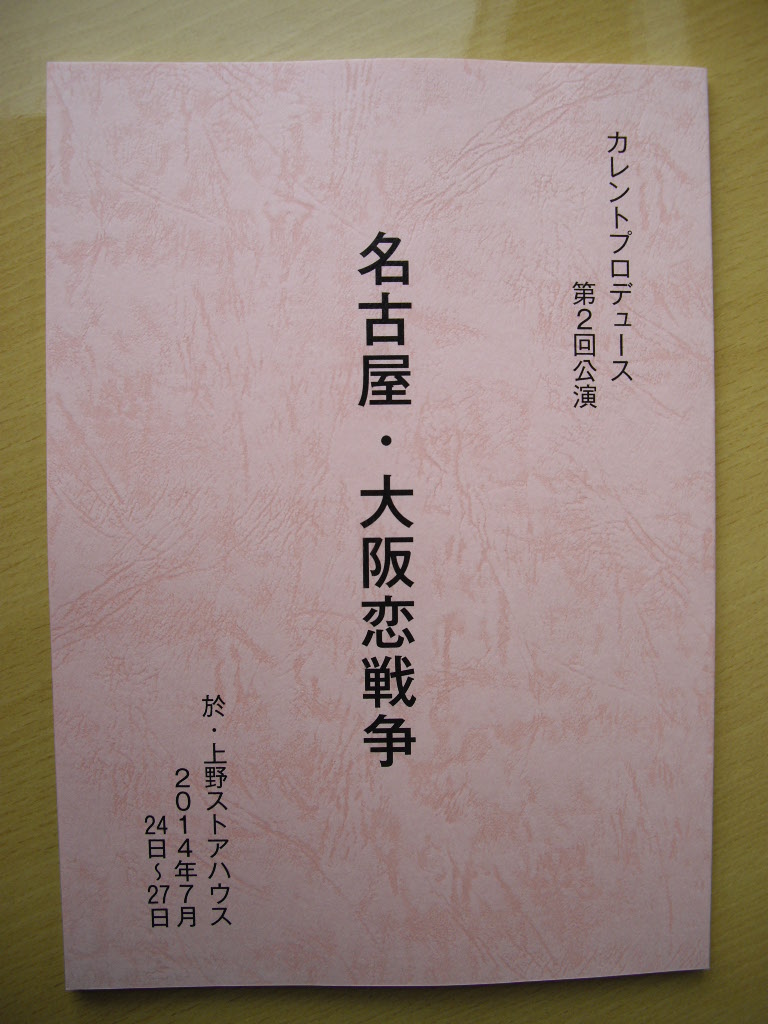 カレントプロデュース
第２回公演
名古屋・大阪恋戦争
於・上野ストアハウス
２０１４年７月
24日～27日